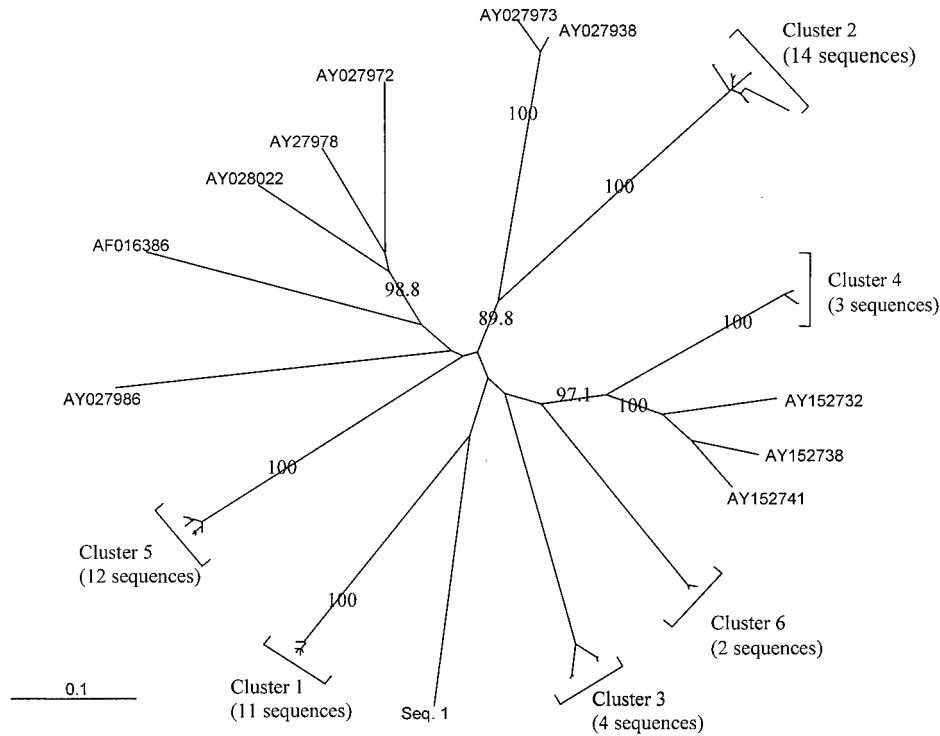 AY027973
AY027938
Cluster 2
(14 sequences)
AY027972
100
AY27978
AY028022
100
AF016386
Cluster 4
(3 sequences)
98.8
89.8
100
AY027986
97.1
100
AY152732
AY152738
100
AY152741
Cluster 5
(12 sequences)
100
Cluster 6
(2 sequences)
0.1
Cluster 1
(11 sequences)
Seq. 1
Cluster 3
(4 sequences)